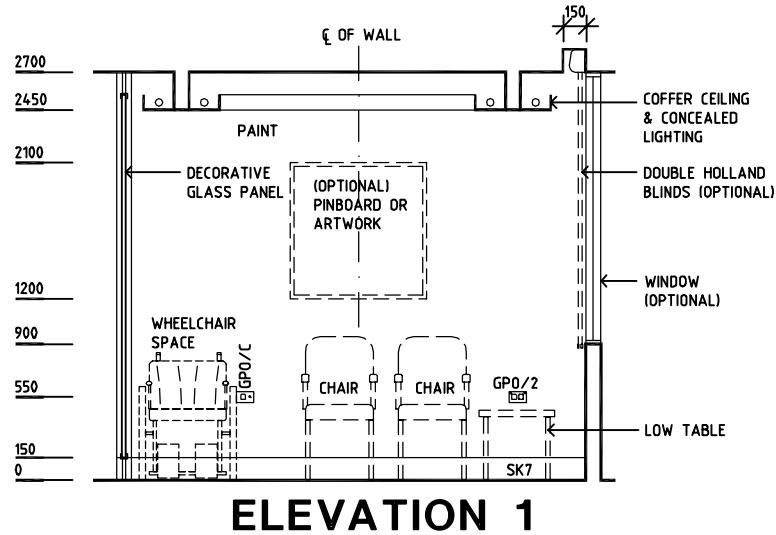 150
℄ OF WALL
2700
2450
COFFER CEILING
& CONCEALED
LIGHTING
PAINT
2100
DECORATIVE
GLASS PANEL
(OPTIONAL)
PINBOARD OR
ARTWORK
DOUBLE HOLLAND
BLINDS (OPTIONAL)
1200
WINDOW
(OPTIONAL)
900
WHEELCHAIR
SPACE
GPO/C
550
CHAIR
CHAIR
GPO/2
LOW TABLE
150
0
SK7
ELEVATION 1